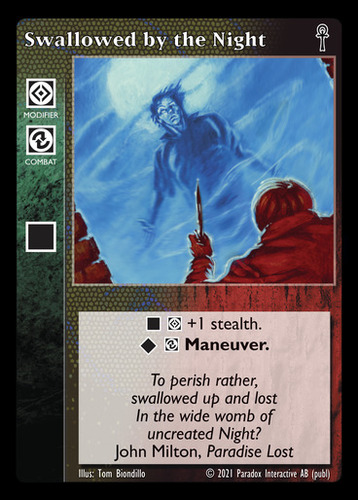 Swallowed by the Night
MODIFIER
COMBAT
+1 stealth.
Maneuver.
To perish rather,
swallowed up and lost
In the wide womb of
uncreated Night?
John Milton, Paradise Lost
Illus: Tom Biondillo © 2021 Paradox Interactive AB (publ)